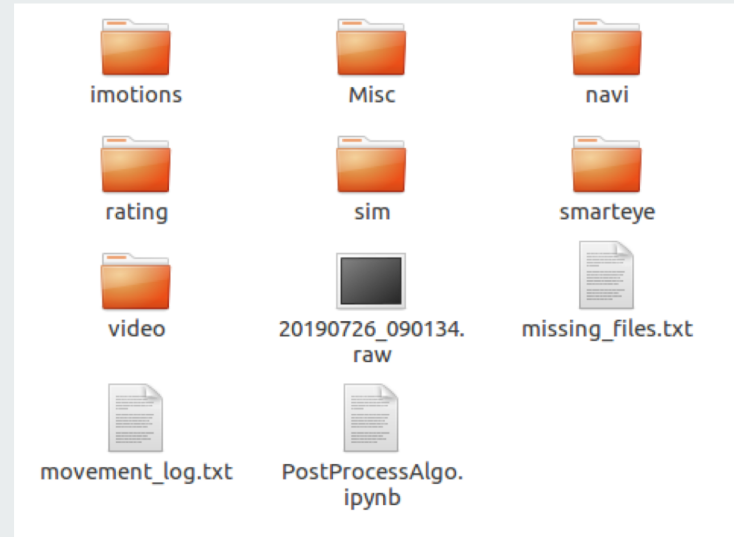 imotions
Misc
navi
rating
sim
smarteye
video
20190726_090134.
raw
missing_files.txt
movement_log.txt
PostProcessAlgo.
ipynb